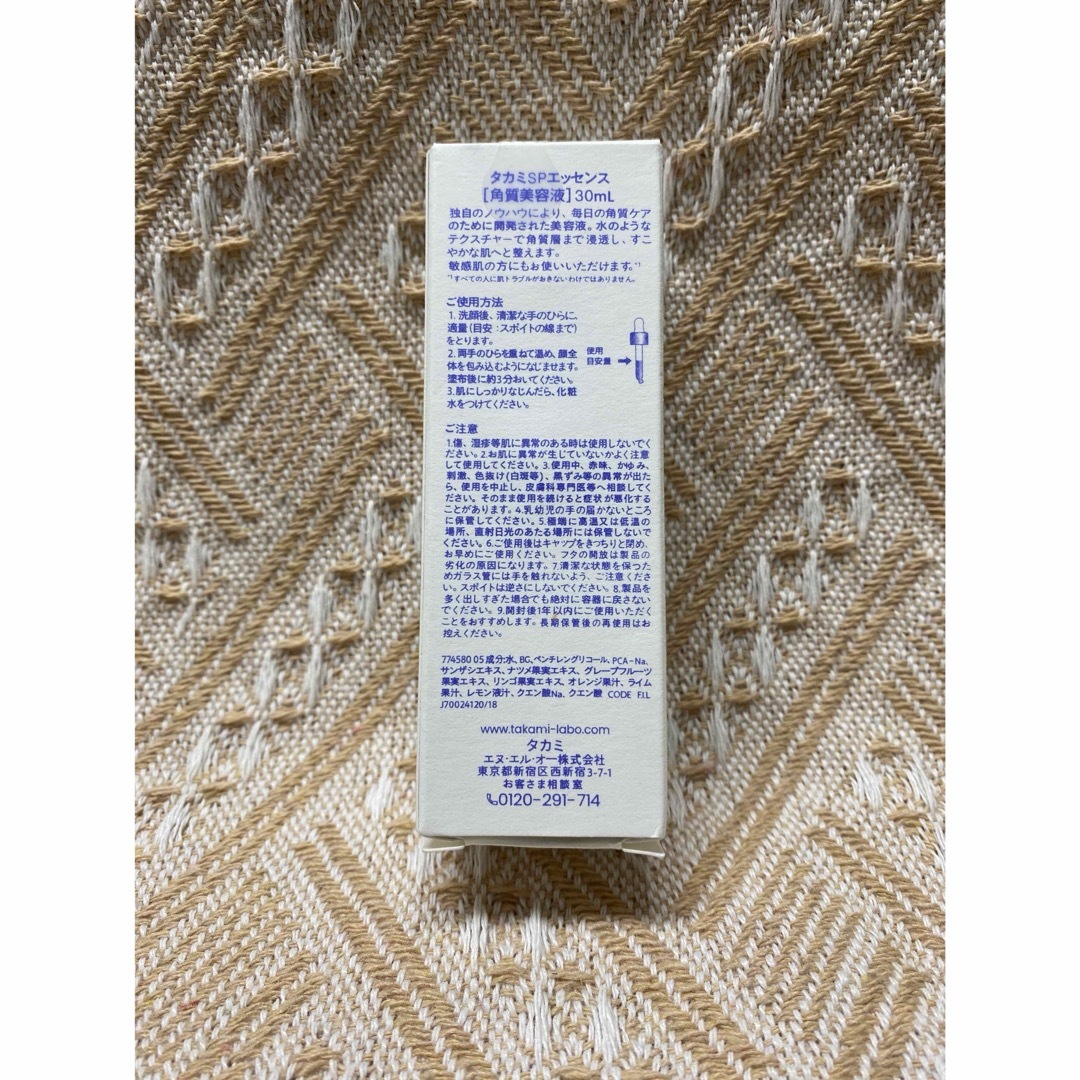 タカミSPエッセンス
［角質美容液］30mL
独自のノウハウにより、毎日の角質ケア
のために開発された美容液。水のような
テクスチャーで角質層まで浸透し、すこ
やかな肌へと整えます。
敏感肌の方にもお使いいただけます。*1
*1すべての人に肌トラブルがおきないわけではありません。
ご使用方法
1. 洗顔後、清潔な手のひらに、
適量（目安：スポイトの線まで）
をとります。
2. 両手のひらを重ねて温め、顔全
体を包み込むようになじませます。
塗布後に約3分おいてください。
3.肌にしっかりなじんだら、化粧
水をつけてください。
使用
目安量
ご注意
1.傷、湿疹等肌に異常のある時は使用しないでく
ださい。2.お肌に異常が生じていないかよく注意
して使用してください。3.使用中、赤味、かゆみ、
刺激、色抜け(白斑等)、黒ずみ等の異常が出た
ら、使用を中止し、皮膚科専門医等へ相談してく
ださい。そのまま使用を続けると症状が悪化する
ことがあります。4.乳幼児の手の届かないところ
に保管してください。5.極端に高温又は低温の
場所、直射日光のあたる場所には保管しないで
ください。6.ご使用後はキャップをきっちりと閉め、
お早めにご使用ください。フタの開放は製品の
劣化の原因になります。7.清潔な状態を保つた
めガラス管には手を触れないよう、ご注意くださ
い。スポイトは逆さにしないでください。8.製品を
多く出しすぎた場合でも絶対に容器に戻さない
でください。9.開封後1年以内にご使用いただく
ことをおすすめします。長期保管後の再使用はお
控えください。
774580 05 成分:水、BG、ペンチレングリコール、PCA-Na、
サンザシエキス、ナツメ果実エキス、グレープフルーツ
果実エキス、リンゴ果実エキス、オレンジ果汁、ライム
果汁、レモン液汁、クエン酸Na、クエン酸 CODE F.I.L
J70024120/18
www.takami-labo.com
タカミ
エヌ・エル・オー株式会社
東京都新宿区西新宿3-7-1
お客さま相談室
0120-291-714